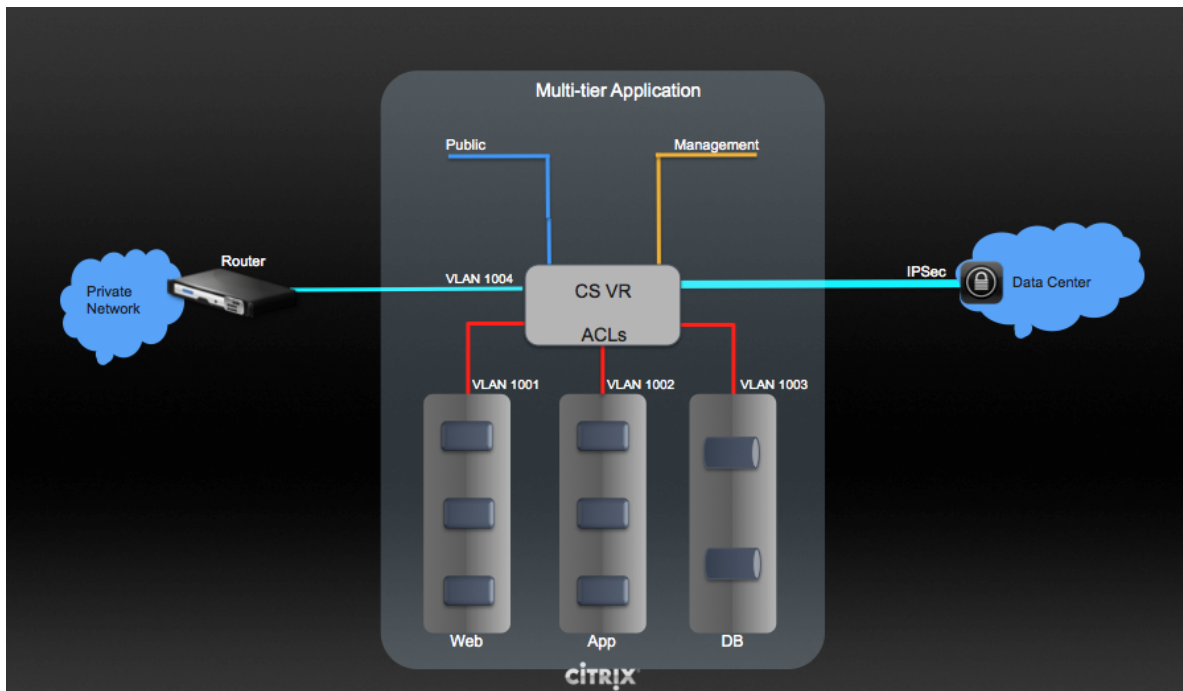 Multi-tier Application
Public
Management
Router
VLAN 1004
IPSec
Private
Network
CS VR
ACLs
Data Center
VLAN 1001
VLAN 1002
VLAN 1003
Web
App
DB
CITRIX